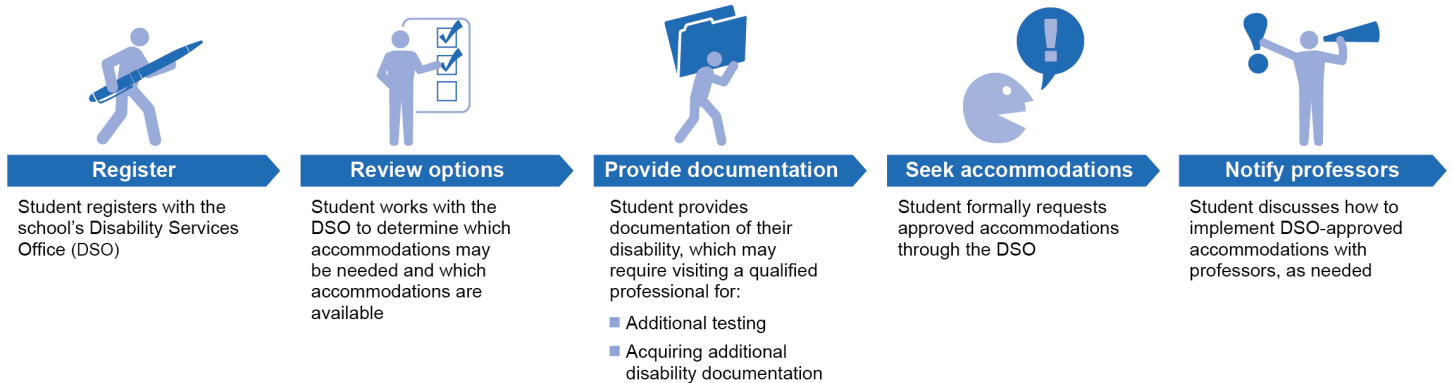 Register
Student registers with the
school's Disability Services
Office (DSO)
Review options
Student works with the
DSO to determine which
accommodations may
be needed and which
accommodations are
available
Provide documentation
Student provides
documentation of their
disability, which may
require visiting a qualified
professional for:
Additional testing
Acquiring additional
disability documentation
Seek accommodations
Student formally requests
approved accommodations
through the DSO
Notify professors
Student discusses how to
implement DSO-approved
accommodations with
professors, as needed